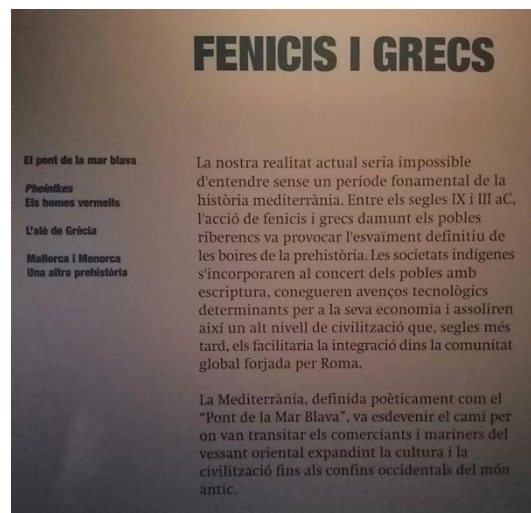 FENICIS I GRECS
El pont de la mar blava
Pheinikes
Els homes vermells
L'alè de Grècia
Mallorca i Menorca
Una altra prehistòria
La nostra realitat actual seria impossible
d'entendre sense un període fonamental de la
història mediterrània. Entre els segles IX i III aC,
l'acció de fenicis i grecs damunt els pobles
riberencs va provocar l'esvaïment definitiu de
les boires de la prehistòria. Les societats indígenes
s'incorporaren al concert dels pobles amb
escriptura, conegueren avenços tecnològics
determinants per a la seva economia i assoliren
així un alt nivell de civilització que, segles més
tard, els facilitaria la integració dins la comunitat
global forjada per Roma.
La Mediterrània, definida poèticament com el
“Pont de la Mar Blava”, va esdevenir el camí per
on van transitar els comerciants i mariners del
vessant oriental expandint la cultura i la
civilització fins als confins occidentals del món
antic.